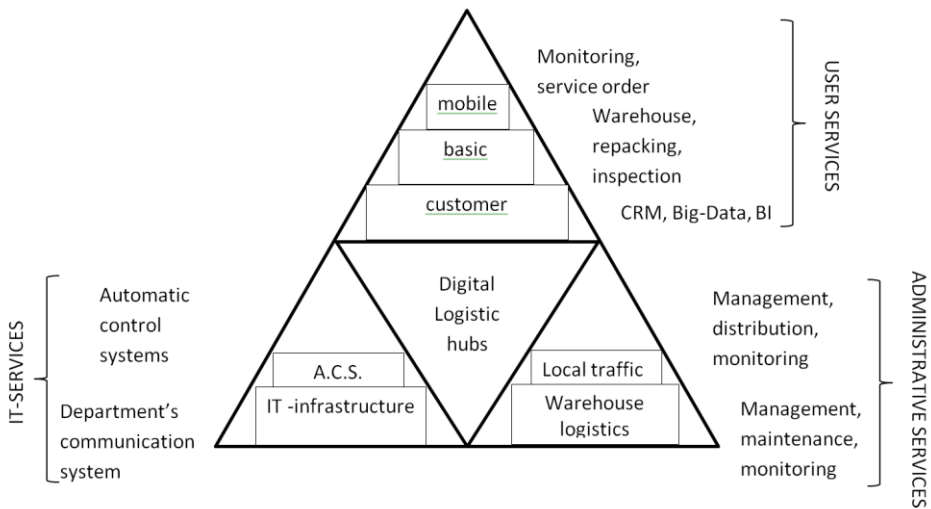 Monitoring,
service order
mobile
Warehouse,
repacking,
inspection
basic
customer
CRM, Big-Data, BI
USER SERVICES
Digital
Logistic
hubs
IT-SERVICES
Automatic
control
systems
Department's
communication
system
A.C.S.
IT -infrastructure
Local traffic
Warehouse
logistics
Management,
distribution,
monitoring
Management,
maintenance,
monitoring
ADMINISTRATIVE SERVICES